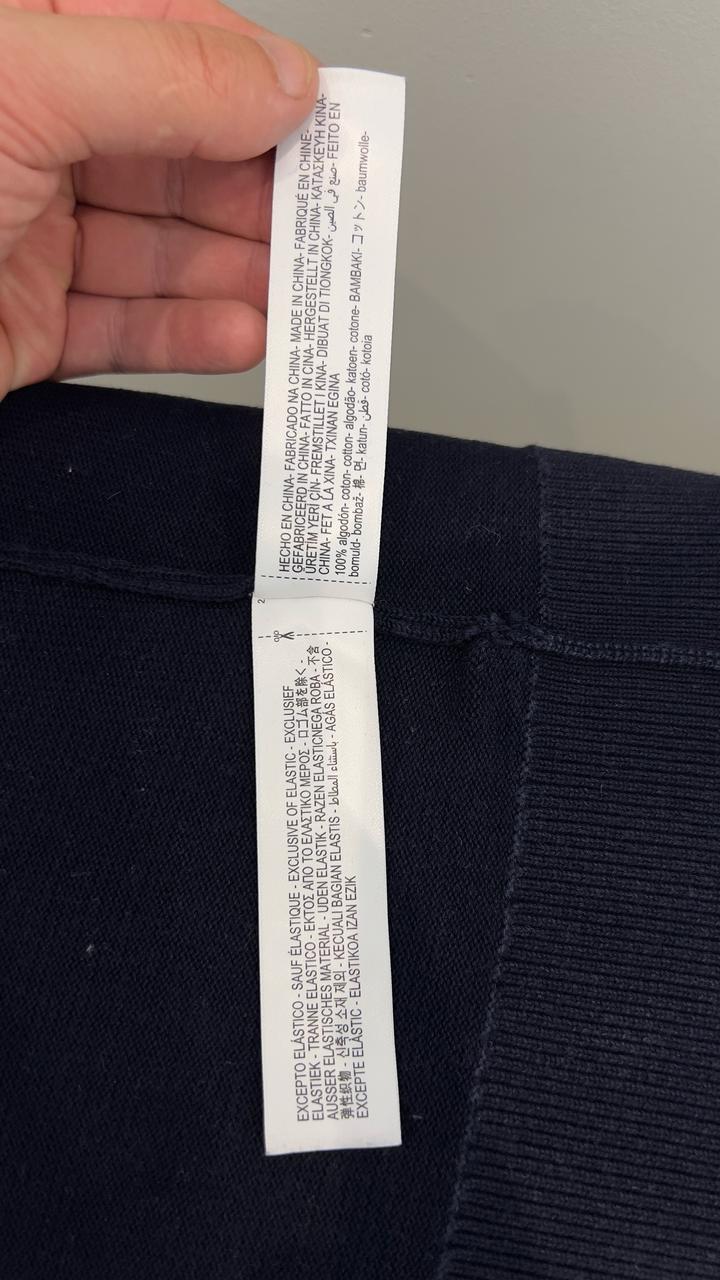 HECHO EN CHINA- FABRICADO NA CHINA- MADE IN CHINA- FABRIQUÉ EN CHINE-
GEFABRICEERD IN CHINA- FATTO IN CINA- HERGESTELLT IN CHINA- ΚΑΤΑΣΚΕΥΗ ΚΙΝΑ-
ÜRETİM YERİ ÇİN- FREMSTILLET I KINA- DIBUAT DI TIONGKOK- صنع في الصين- FEITO EN
CHINA- FET A LA XINA- TXINAN EGINA
100% algodón- coton- cotton- algodão- katoen- cotone- BAMBAKI- コットン- baumwolle-
bomuld- bombaž- 棉- 면- katun- قطن- cotó- kotoia
2
EXCEPTO ELÁSTICO - SAUF ÉLASTIQUE - EXCLUSIVE OF ELASTIC - EXCLUSIEF
ELASTIEK - TRANNE ELASTICO - ΕΚΤΟΣ ΑΠΟ ΤΟ ΕΛΑΣΤΙΚΟ ΜΕΡΟΣ - ロゴム部を除く -
AUSSER ELASTISCHES MATERIAL - UDEN ELASTIK - RAZEN ELASTICNEGA ROBA - 不含
弹性织物 - 신축성 소재 제외 - KECUALI BAGIAN ELASTIS - باستثناء المطاط - AGÁS ELÁSTICO -
EXCEPTE ELÀSTIC - ELASTIKOA IZAN EZIK